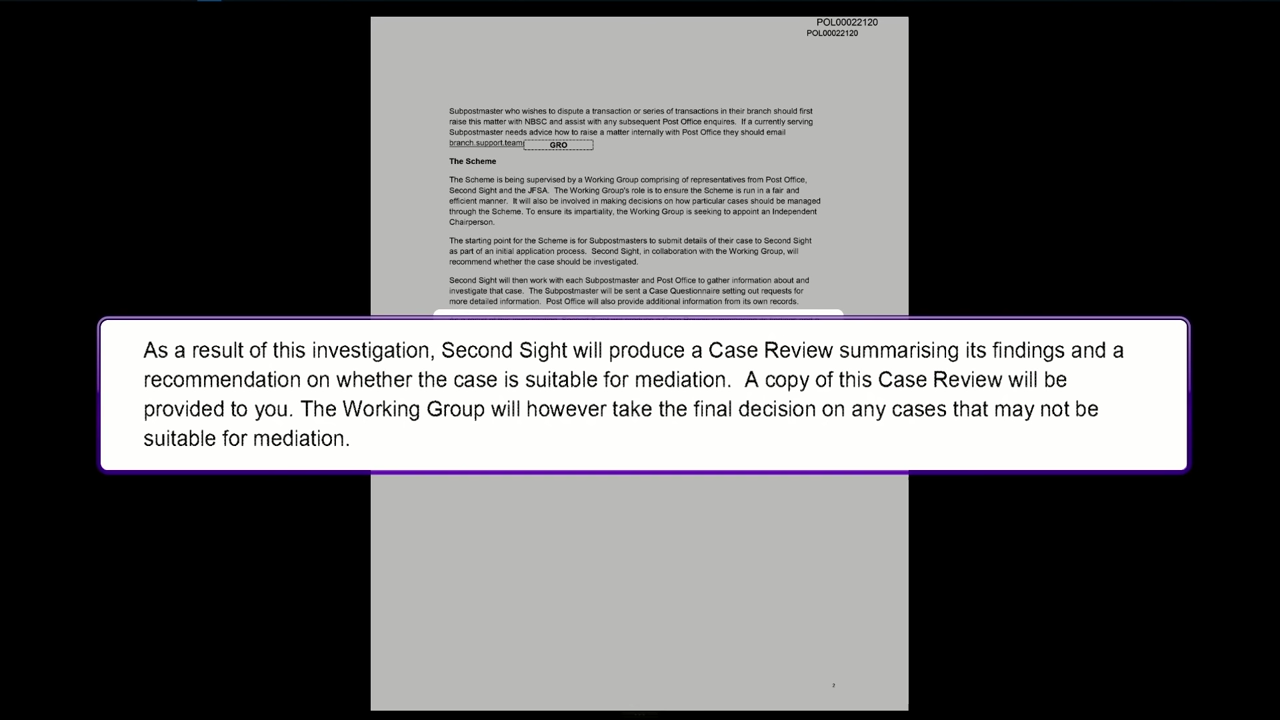 POL00022120
POL00022120
Subpostmaster who wishes to dispute a transaction or series of transactions in their branch should first
raise this matter with NBSC and assist with any subsequent Post Office enquires. If a currently serving
Subpostmaster needs advice how to raise a matter internally with Post Office they should email
branch.support.team GRO
The Scheme
The Scheme is being supervised by a Working Group comprising of representatives from Post Office,
Second Sight and the JFSA. The Working Group's role is to ensure the Scheme is run in a fair and
efficient manner. It will also be involved in making decisions on how particular cases should be managed
through the Scheme. To ensure its impartiality, the Working Group is seeking to appoint an Independent
Chairperson.
The starting point for the Scheme is for Subpostmasters to submit details of their case to Second Sight
as part of an initial application process. Second Sight, in collaboration with the Working Group, will
recommend whether the case should be investigated.
Second Sight will then work with each Subpostmaster and Post Office to gather information about and
investigate that case. The Subpostmaster will be sent a Case Questionnaire setting out requests for
more detailed information. Post Office will also provide additional information from its own records.
As a result of this investigation, Second Sight will produce a Case Review summarising its findings and a
recommendation on whether the case is suitable for mediation. A copy of this Case Review will be
provided to you. The Working Group will however take the final decision on any cases that may not be
suitable for mediation.
2